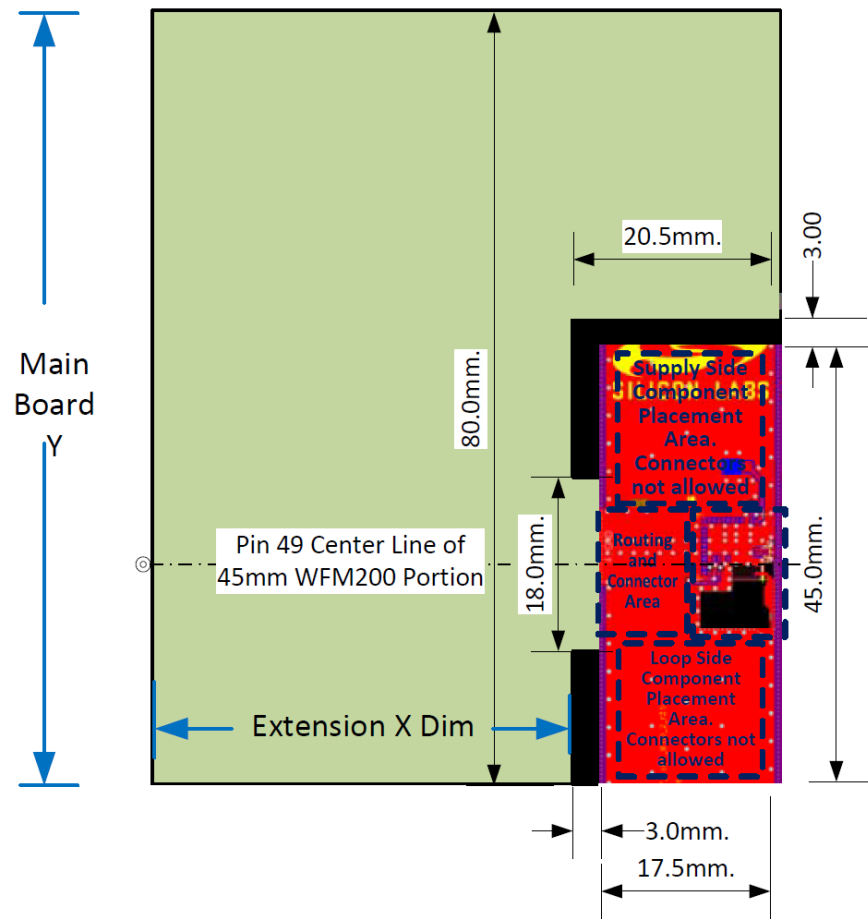 20.5mm.
3.00
Main
Board
Y
80.0mm.
Supply Side
SILICON LABS
Component
Placement
Area.
Connectors
not allowed
Pin 49 Center Line of
45mm WFM200 Portion
18.0mm.
Routing
and
Connector
Area
45.0mm.
Loop Side
Component
Placement
Area.
Connectors not
allowed
Extension X Dim
3.0mm.
17.5mm.